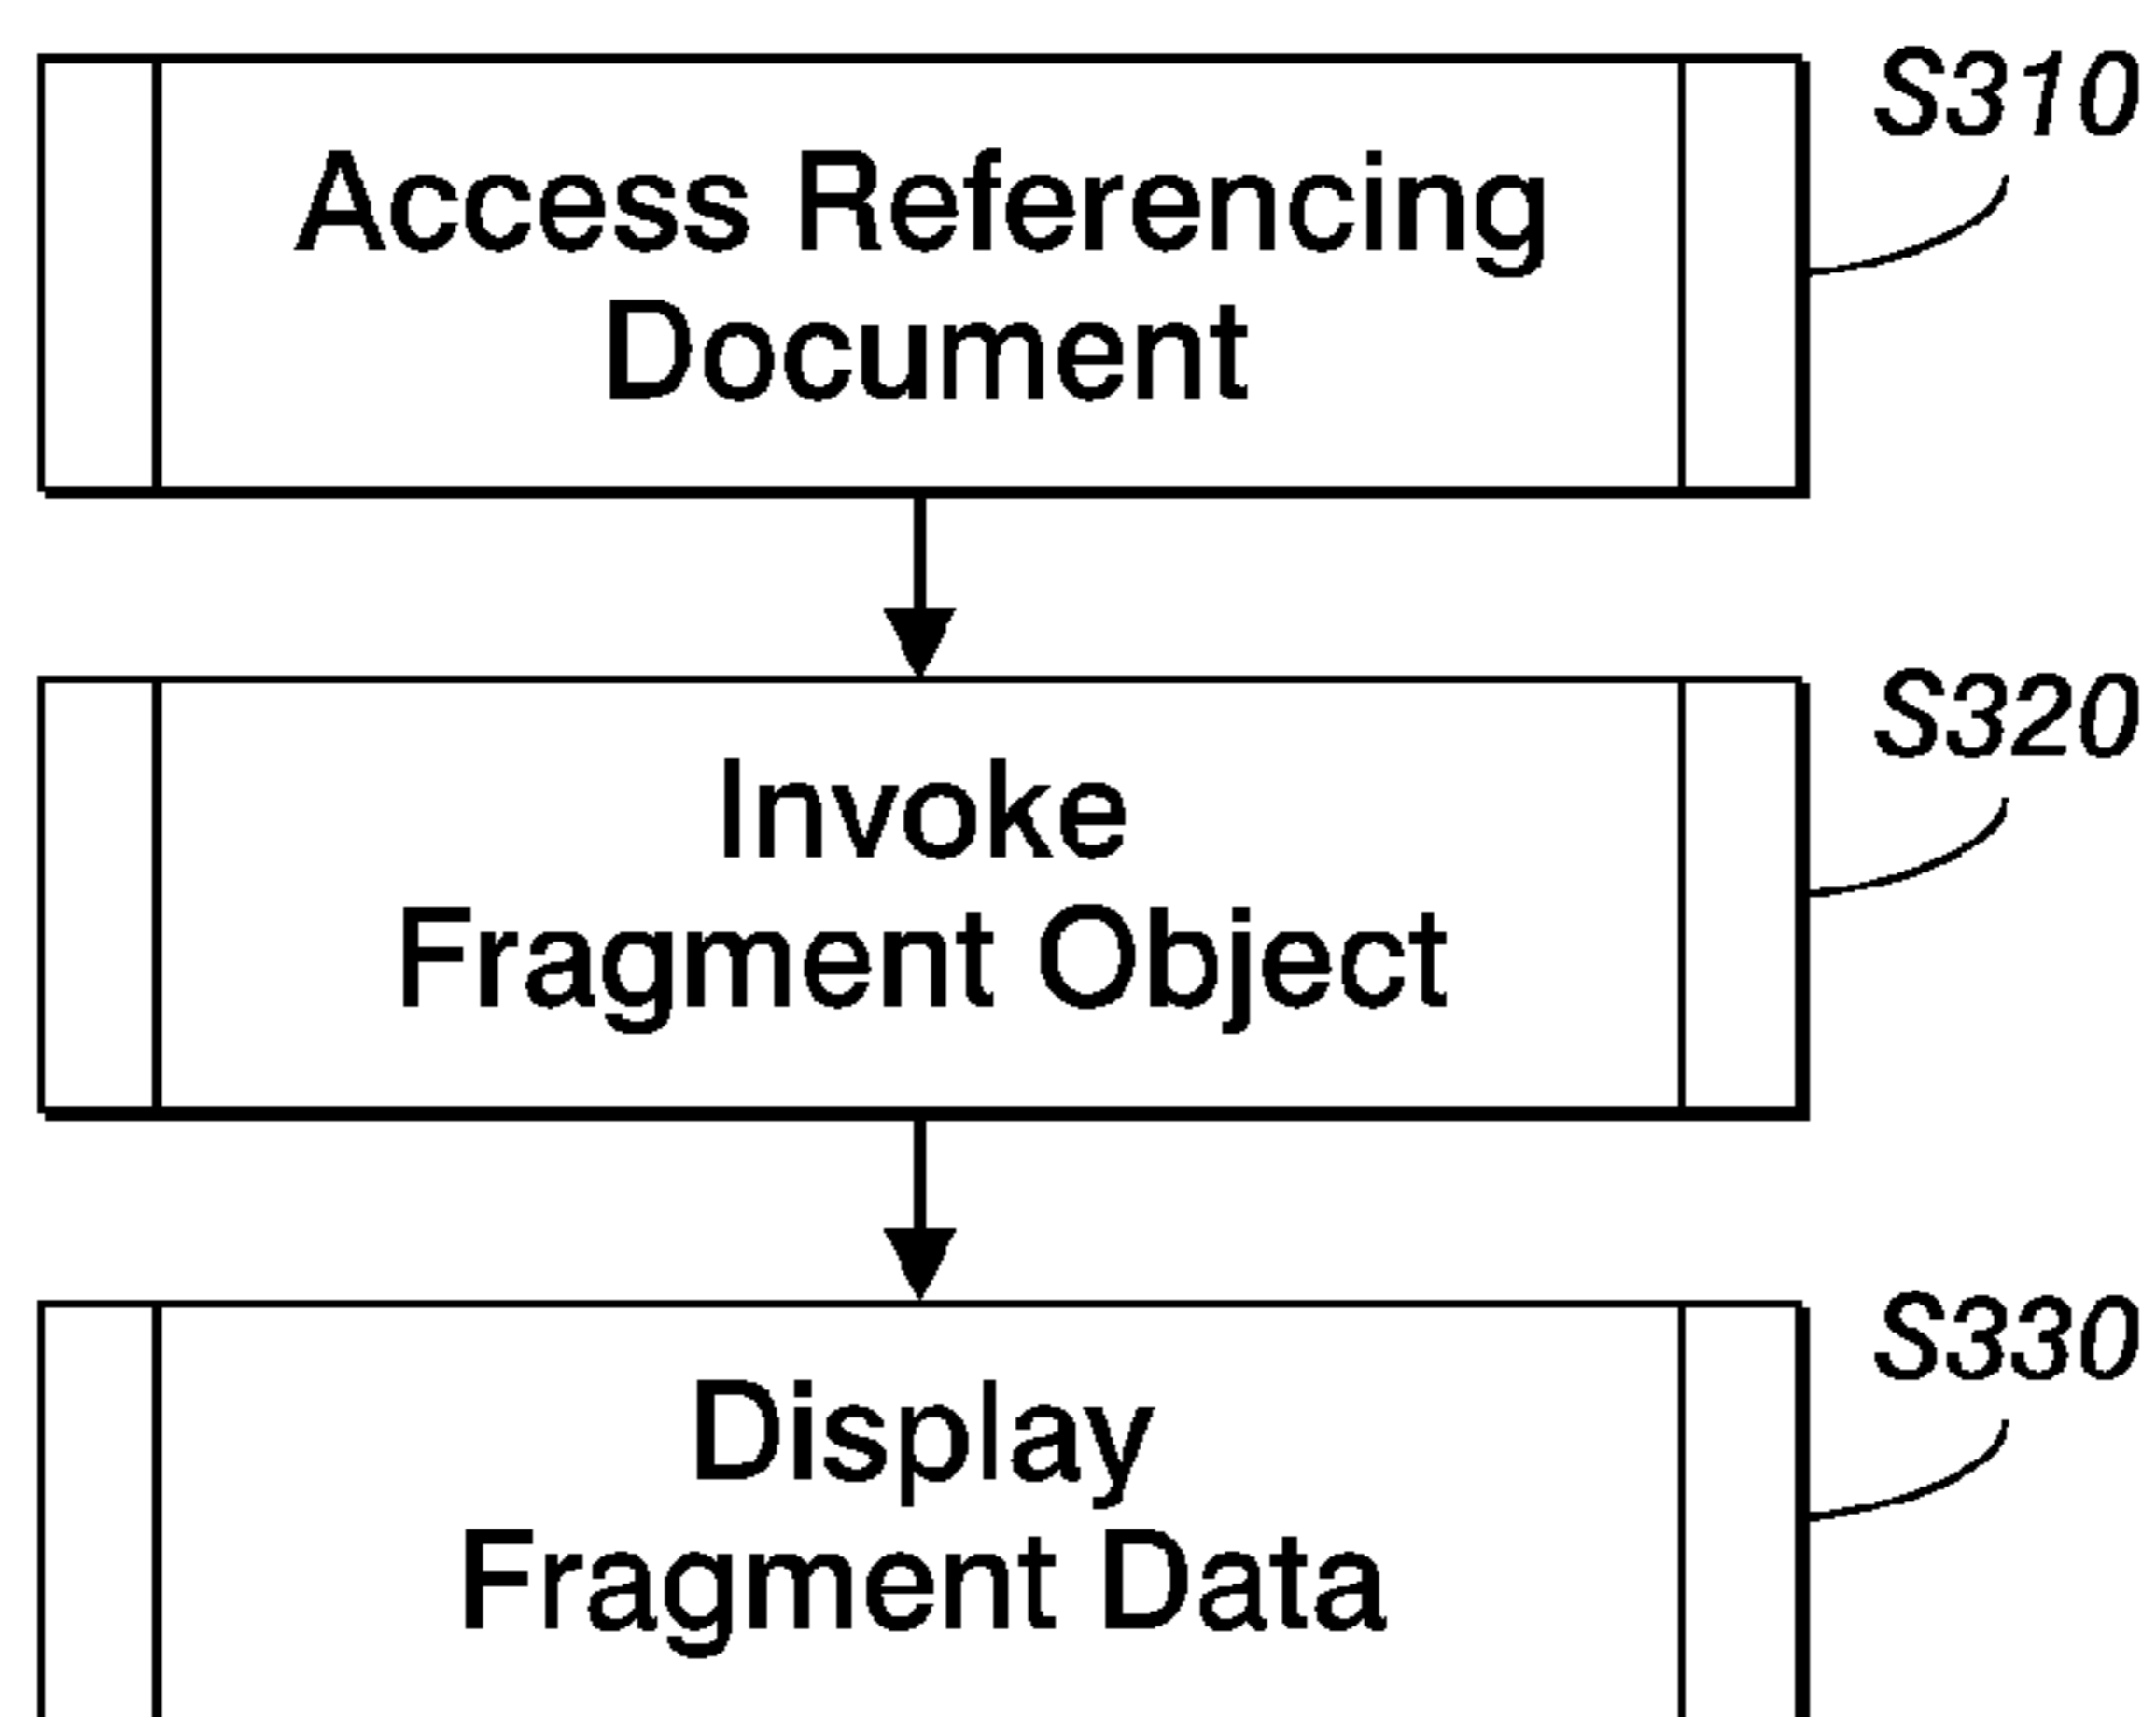 S310
Access Referencing
Document
S320
Invoke
Fragment Object
S330
Display
Fragment Data